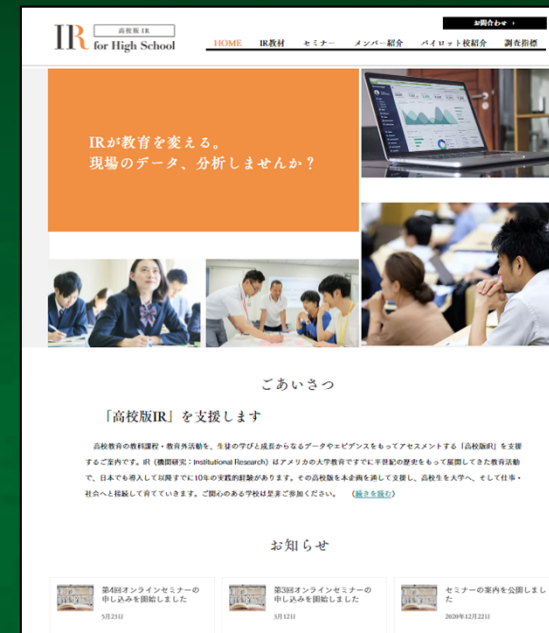 IR
高校版 IR
for High School
お問合わせ ›
HOME IR教材 セミナー メンバー紹介 パイロット校紹介 調査指標
IRが教育を変える。
現場のデータ、分析しませんか？
ごあいさつ
「高校版IR」を支援します
高校教育の教科課程・教育外活動を、生徒の学びと成長からなるデータやエビデンスをもってアセスメントする「高校版IR」を支援
するご案内です。IR（機関研究：Institutional Research）はアメリカの大学教育ですでに半世紀の歴史をもって展開してきた教育活動
で、日本でも導入して以降すでに10年の実践的経験があります。その高校版を本企画を通して支援し、高校生を大学へ、そして仕事・
社会へと接続して育てていきます。ご関心のある学校は是非ご参加ください。 （続きを読む）
お知らせ
第4回オンラインセミナーの
申し込みを開始しました
5月23日
第3回オンラインセミナーの
申し込みを開始しました
3月12日
セミナーの案内を公開しまし
た
2020年12月22日